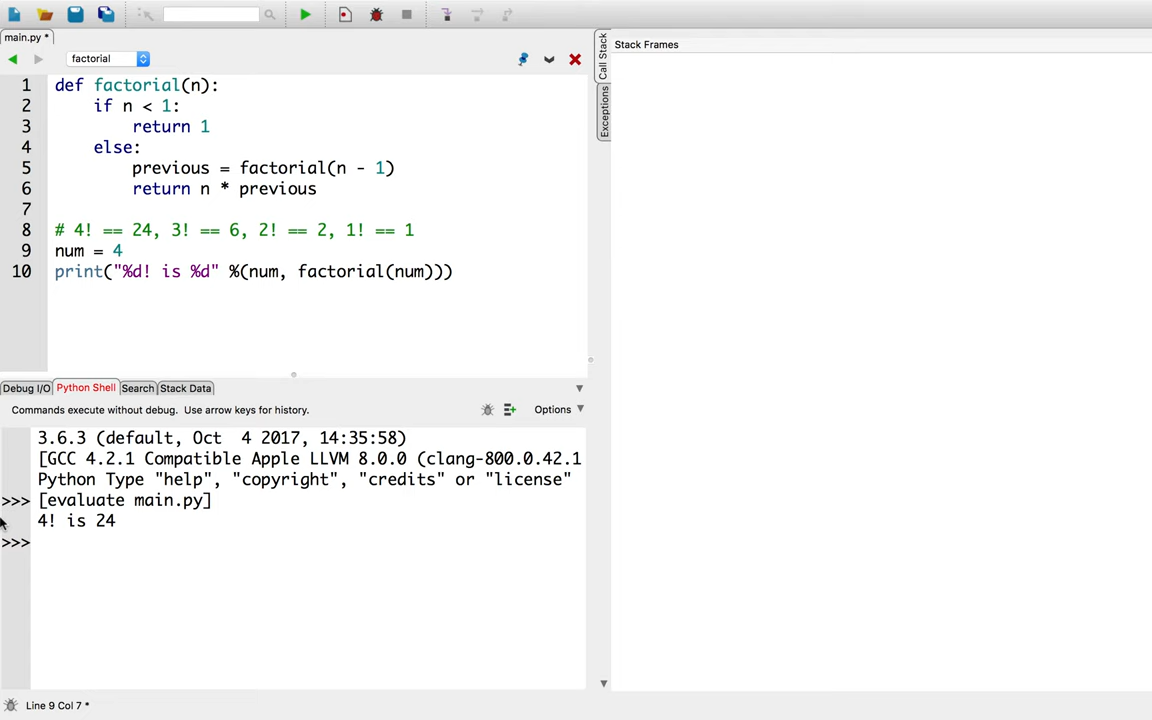 main.py *
factorial
1 def factorial(n):
2     if n < 1:
3         return 1
4     else:
5         previous = factorial(n - 1)
6         return n * previous
7
8 # 4! == 24, 3! == 6, 2! == 2, 1! == 1
9 num = 4
10 print("%d! is %d" %(num, factorial(num)))
Call Stack
Exceptions
Stack Frames
Debug I/O Python Shell Search Stack Data
Commands execute without debug. Use arrow keys for history.
Options
3.6.3 (default, Oct  4 2017, 14:35:58)
[GCC 4.2.1 Compatible Apple LLVM 8.0.0 (clang-800.0.42.1
Python Type "help", "copyright", "credits" or "license"
>>> [evaluate main.py]
4! is 24
>>>
Line 9 Col 7 *